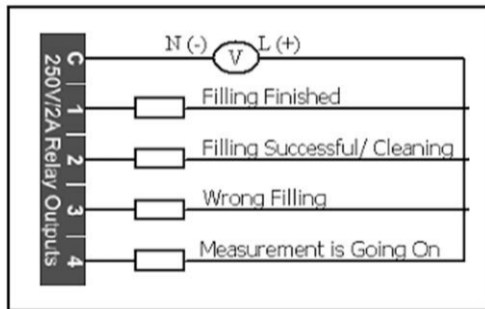 N (-) V L (+)
C
1 Filling Finished
2 Filling Successful/ Cleaning
3 Wrong Filling
4 Measurement is Going On
250V/2A Relay Outputs